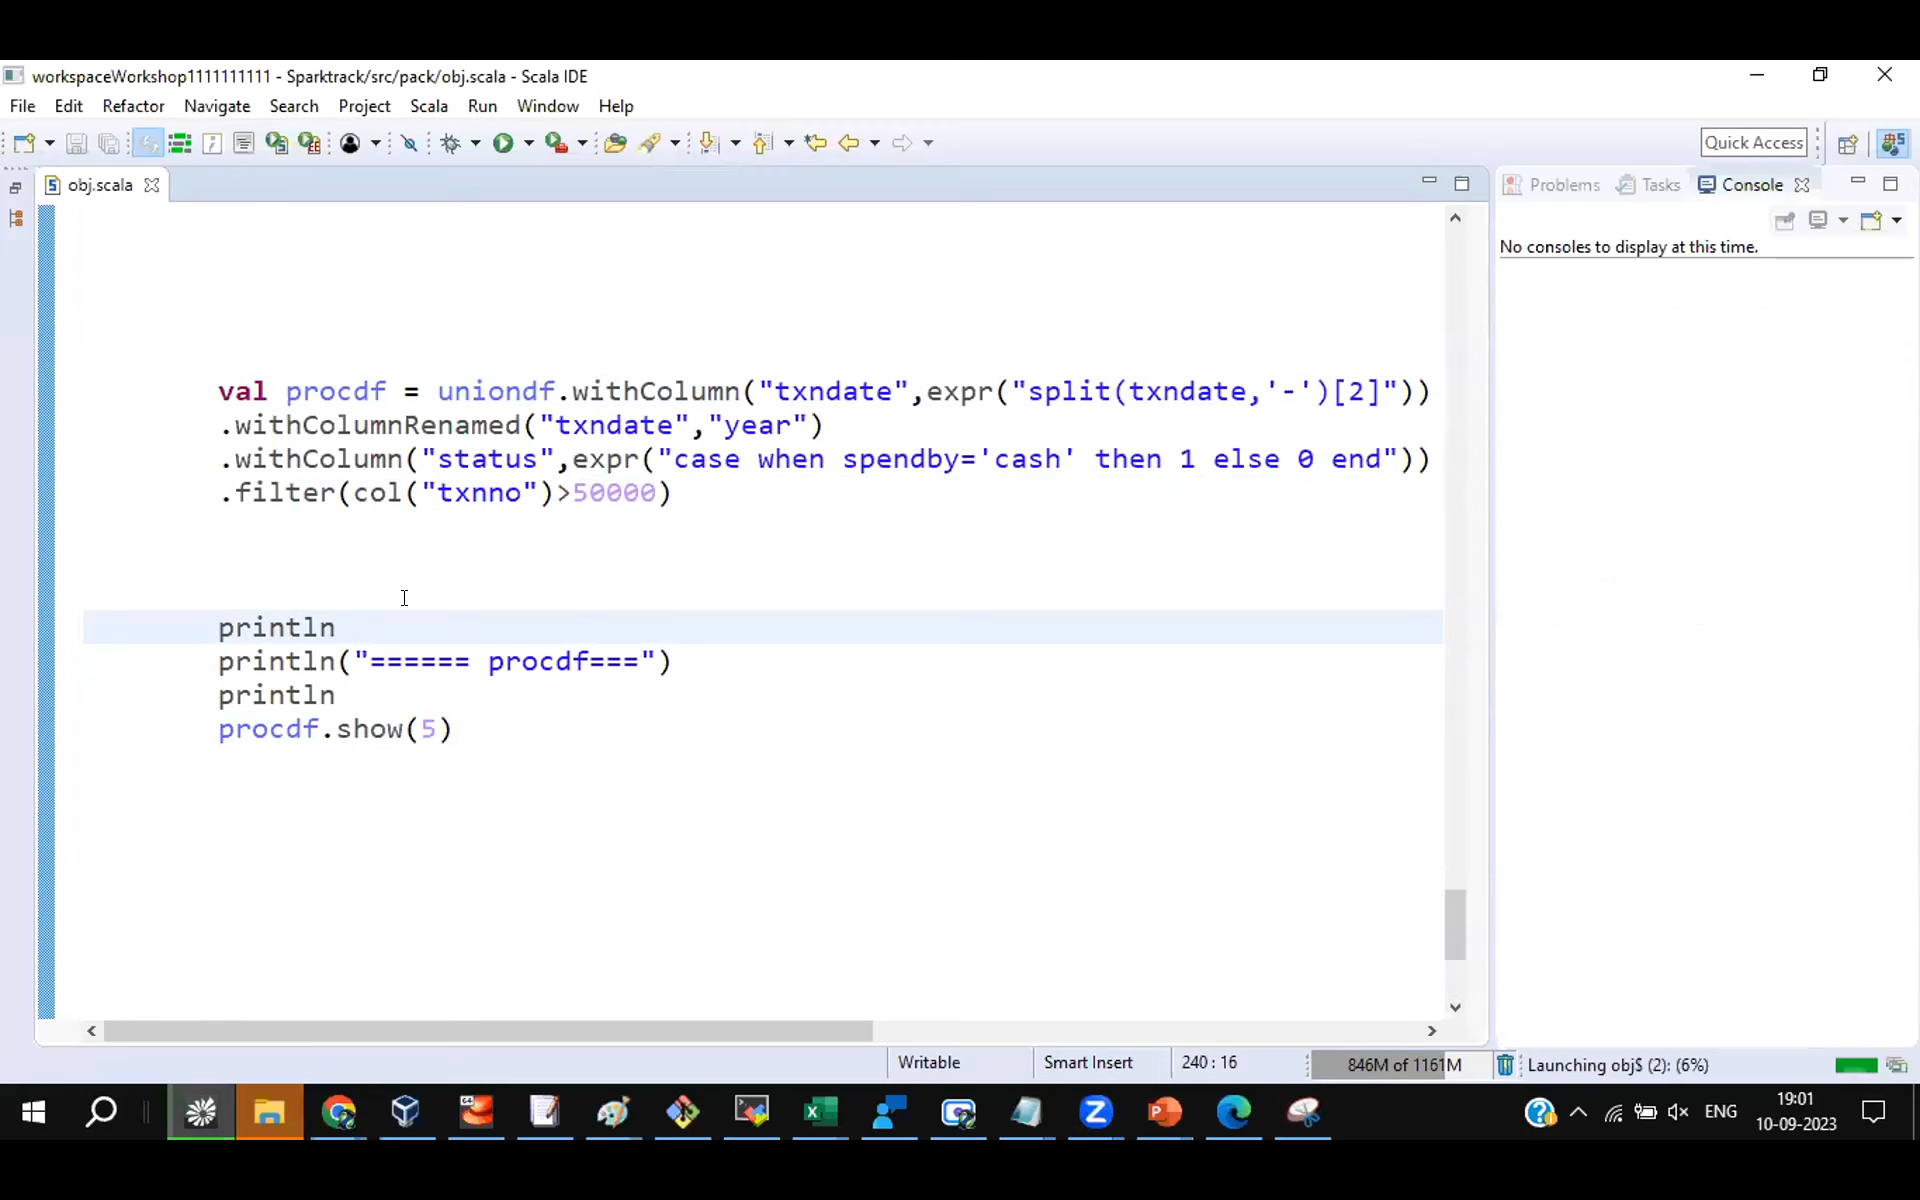 workspaceWorkshop1111111111 - Sparktrack/src/pack/obj.scala - Scala IDE
File Edit Refactor Navigate Search Project Scala Run Window Help
Quick Access
obj.scala
Problems Tasks Console
No consoles to display at this time.
val procdf = uniondf.withColumn("txndate",expr("split(txndate,'-')[2]"))
.withColumnRenamed("txndate","year")
.withColumn("status",expr("case when spendby='cash' then 1 else 0 end"))
.filter(col("txnno")>50000)
println
println("====== procdf===")
println
procdf.show(5)
Writable Smart Insert 240 : 16 846M of 1161M Launching obj$ (2): (6%)
ENG
19:01
10-09-2023